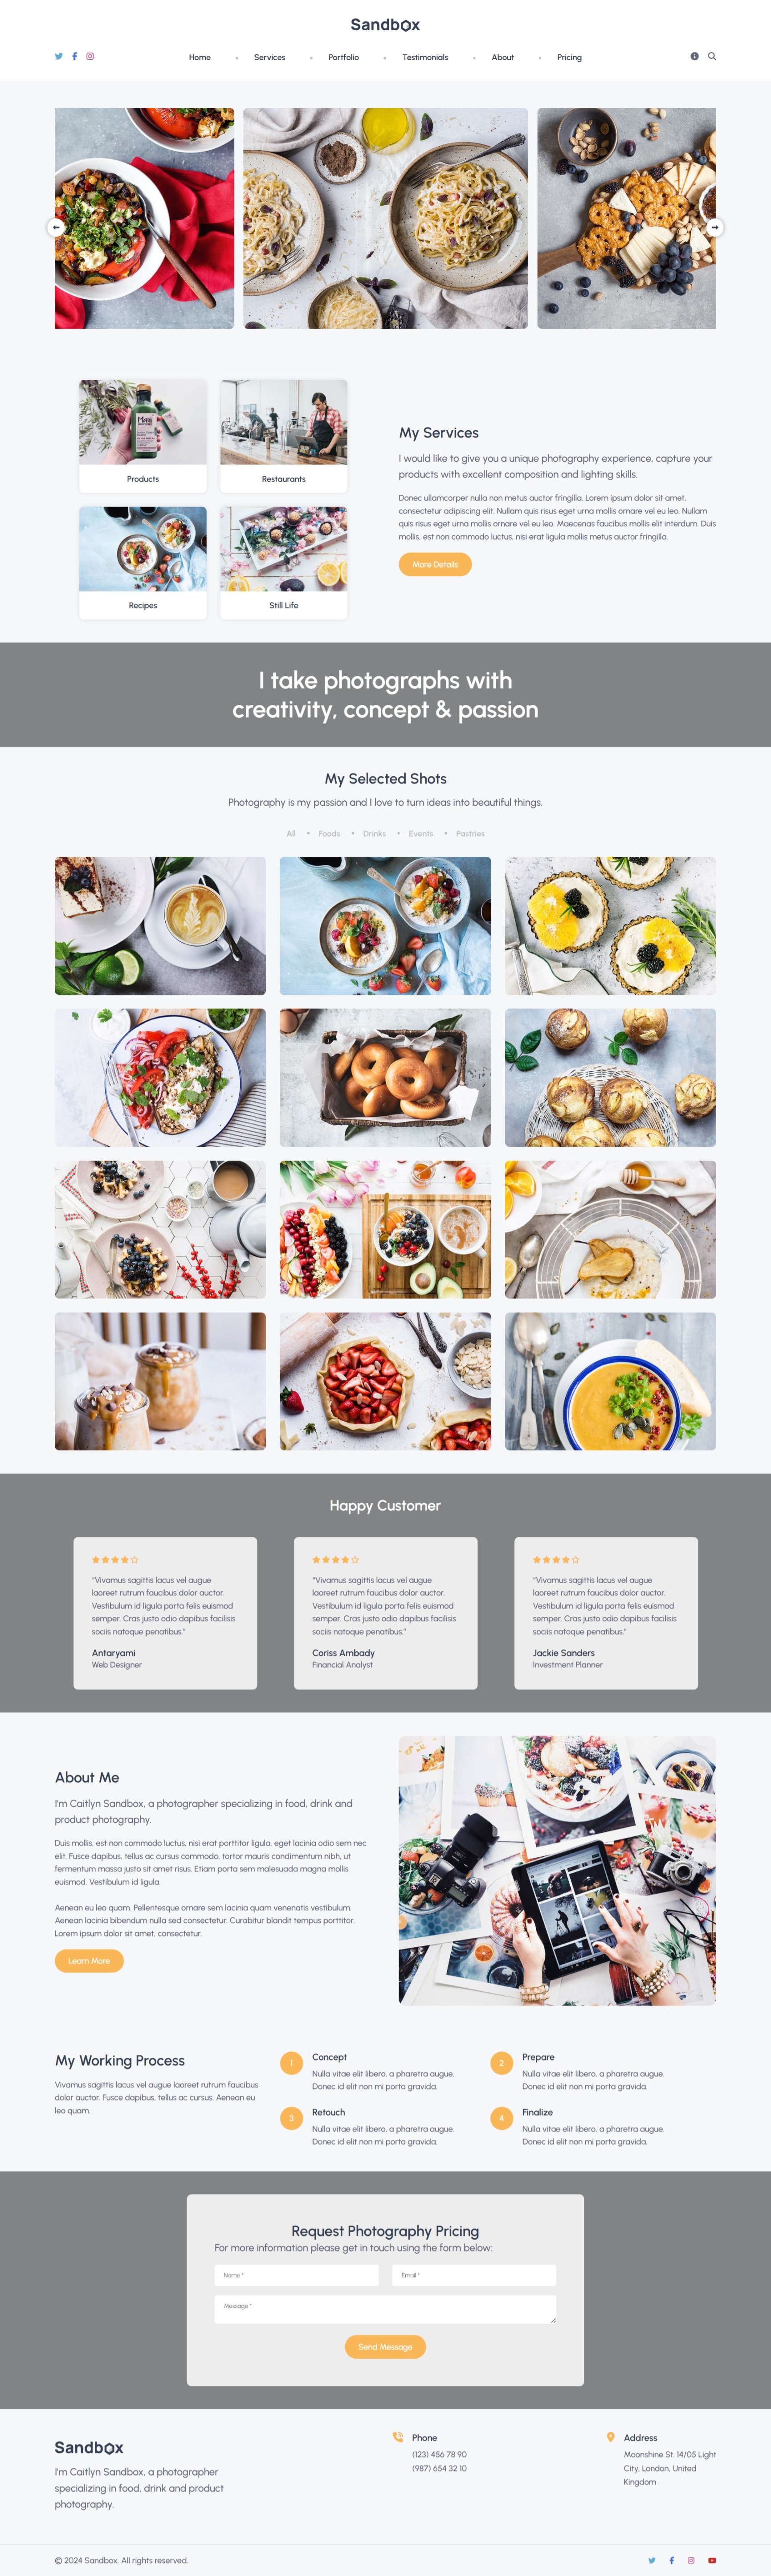 Sandbox
Home
Services
Portfolio
Testimonials
About
Pricing
Products
Restaurants
Recipes
Still Life
My Services
I would like to give you a unique photography experience, capture your
products with excellent composition and lighting skills.
Donec ullamcorper nulla non metus auctor fringilla. Lorem ipsum dolor sit amet,
consectetur adipiscing elit. Nullam quis risus eget urna mollis ornare vel eu leo. Nullam
quis risus eget urna mollis ornare vel eu leo. Maecenas faucibus mollis elit interdum. Duis
mollis, est non commodo luctus, nisi erat ligula mollis metus auctor fringilla.
More Details
I take photographs with
creativity, concept & passion
My Selected Shots
Photography is my passion and I love to turn ideas into beautiful things.
All • Foods • Drinks • Events • Pastries
Happy Customer
“Vivamus sagittis lacus vel augue
laoreet rutrum faucibus dolor auctor.
Vestibulum id ligula porta felis euismod
semper. Cras justo odio dapibus facilisis
sociis natoque penatibus.”
Antaryami
Web Designer
“Vivamus sagittis lacus vel augue
laoreet rutrum faucibus dolor auctor.
Vestibulum id ligula porta felis euismod
semper. Cras justo odio dapibus facilisis
sociis natoque penatibus.”
Coriss Ambady
Financial Analyst
“Vivamus sagittis lacus vel augue
laoreet rutrum faucibus dolor auctor.
Vestibulum id ligula porta felis euismod
semper. Cras justo odio dapibus facilisis
sociis natoque penatibus.”
Jackie Sanders
Investment Planner
About Me
I'm Caitlyn Sandbox, a photographer specializing in food, drink and
product photography.
Duis mollis, est non commodo luctus, nisi erat porttitor ligula, eget lacinia odio sem nec
elit. Fusce dapibus, tellus ac cursus commodo, tortor mauris condimentum nibh, ut
fermentum massa justo sit amet risus. Etiam porta sem malesuada magna mollis
euismod. Vestibulum id ligula.
Aenean eu leo quam. Pellentesque ornare sem lacinia quam venenatis vestibulum.
Aenean lacinia bibendum nulla sed consectetur. Curabitur blandit tempus porttitor.
Lorem ipsum dolor sit amet, consectetur.
Learn More
My Working Process
Vivamus sagittis lacus vel augue laoreet rutrum faucibus
dolor auctor. Fusce dapibus, tellus ac cursus. Aenean eu
leo quam.
1
Concept
Nulla vitae elit libero, a pharetra augue.
Donec id elit non mi porta gravida.
2
Prepare
Nulla vitae elit libero, a pharetra augue.
Donec id elit non mi porta gravida.
3
Retouch
Nulla vitae elit libero, a pharetra augue.
Donec id elit non mi porta gravida.
4
Finalize
Nulla vitae elit libero, a pharetra augue.
Donec id elit non mi porta gravida.
Request Photography Pricing
For more information please get in touch using the form below:
Name *
Email *
Message *
Send Message
Sandbox
I'm Caitlyn Sandbox, a photographer
specializing in food, drink and product
photography.
Phone
(123) 456 78 90
(987) 654 32 10
Address
Moonshine St. 14/05 Light
City, London, United
Kingdom
© 2024 Sandbox. All rights reserved.